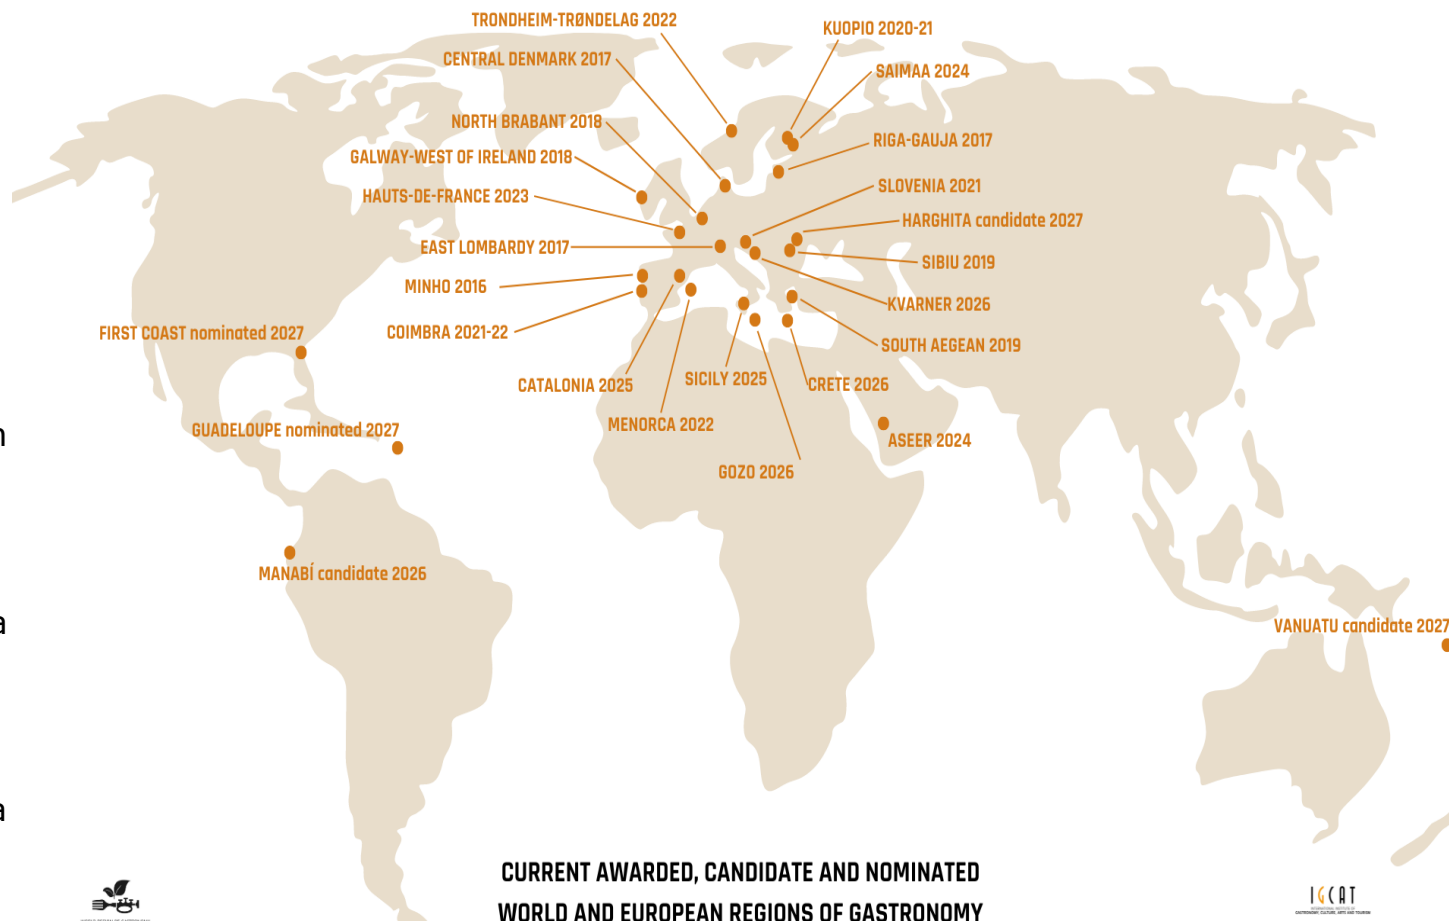 TRONDHEIM-TRØNDELAG 2022
KUOPIO 2020-21
CENTRAL DENMARK 2017
SAIMAA 2024
NORTH BRABANT 2018
RIGA-GAUJA 2017
GALWAY-WEST OF IRELAND 2018
SLOVENIA 2021
HAUTS-DE-FRANCE 2023
HARGHITA candidate 2027
EAST LOMBARDY 2017
SIBIU 2019
MINHO 2016
KVARNER 2026
COIMBRA 2021-22
FIRST COAST nominated 2027
SOUTH AEGEAN 2019
CATALONIA 2025
SICILY 2025
CRETE 2026
MENORCA 2022
GUADELOUPE nominated 2027
n
ASEER 2024
GOZO 2026
MANABÍ candidate 2026
a
VANUATU candidate 2027
a
CURRENT AWARDED, CANDIDATE AND NOMINATED
WORLD AND EUROPEAN REGIONS OF GASTRONOMY
IGCAT